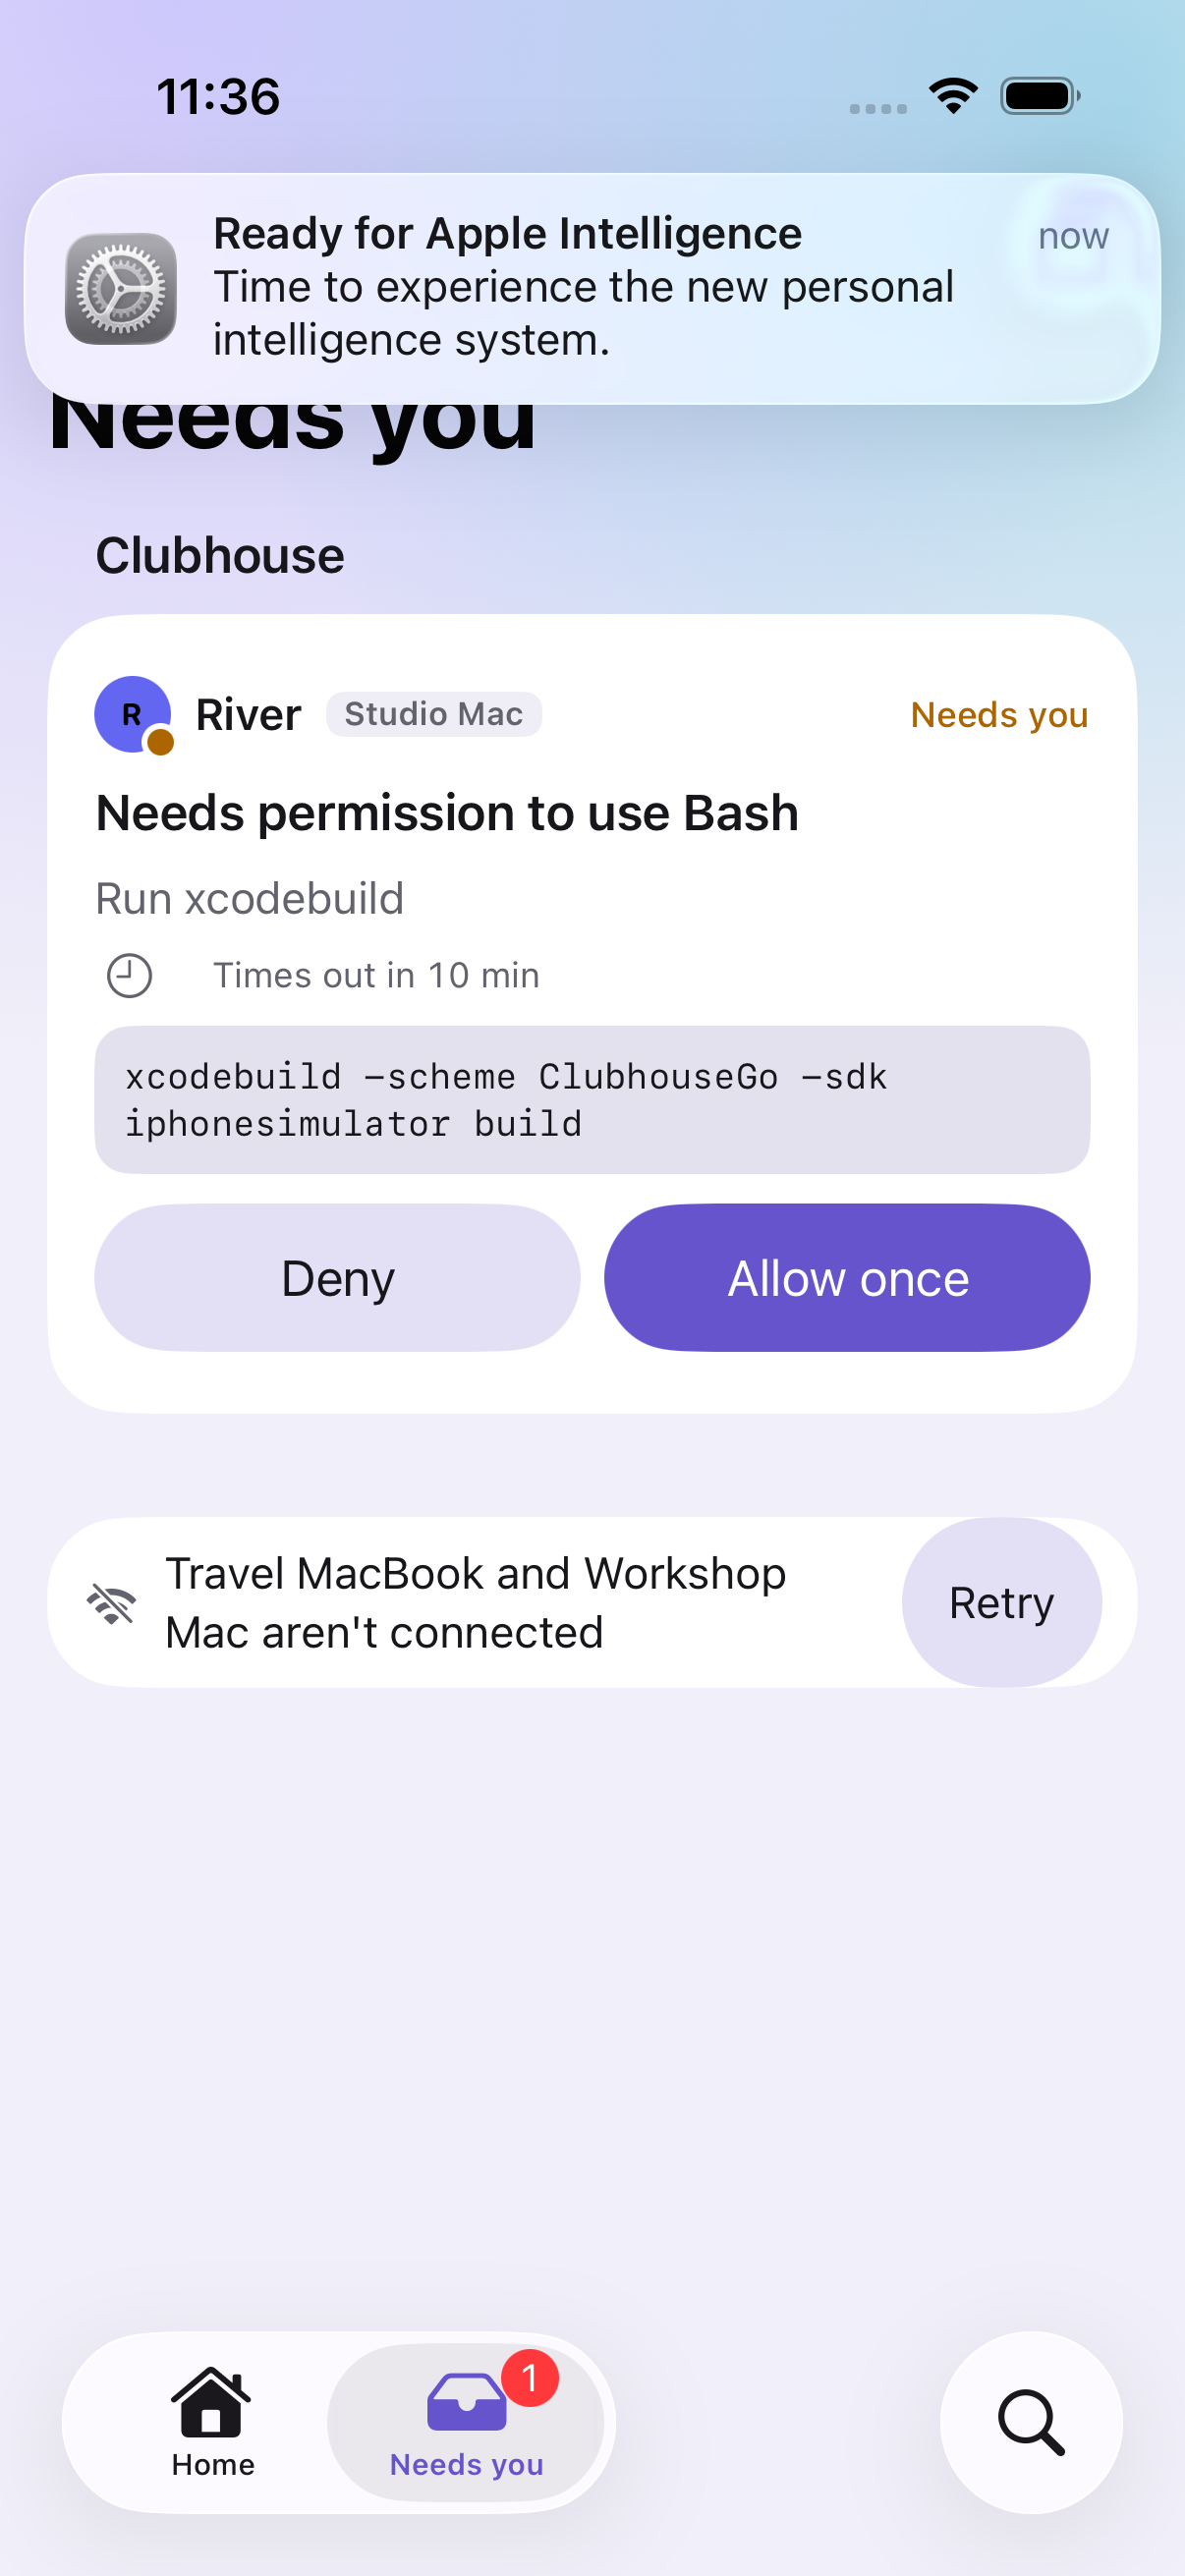 11:36
Ready for Apple Intelligence
now
Time to experience the new personal
intelligence system.
Needs you
Clubhouse
R
River
Studio Mac
Needs you
Needs permission to use Bash
Run xcodebuild
Times out in 10 min
xcodebuild -scheme ClubhouseGo -sdk
iphonesimulator build
Deny
Allow once
Travel MacBook and Workshop
Mac aren't connected
Retry
1
Home
Needs you